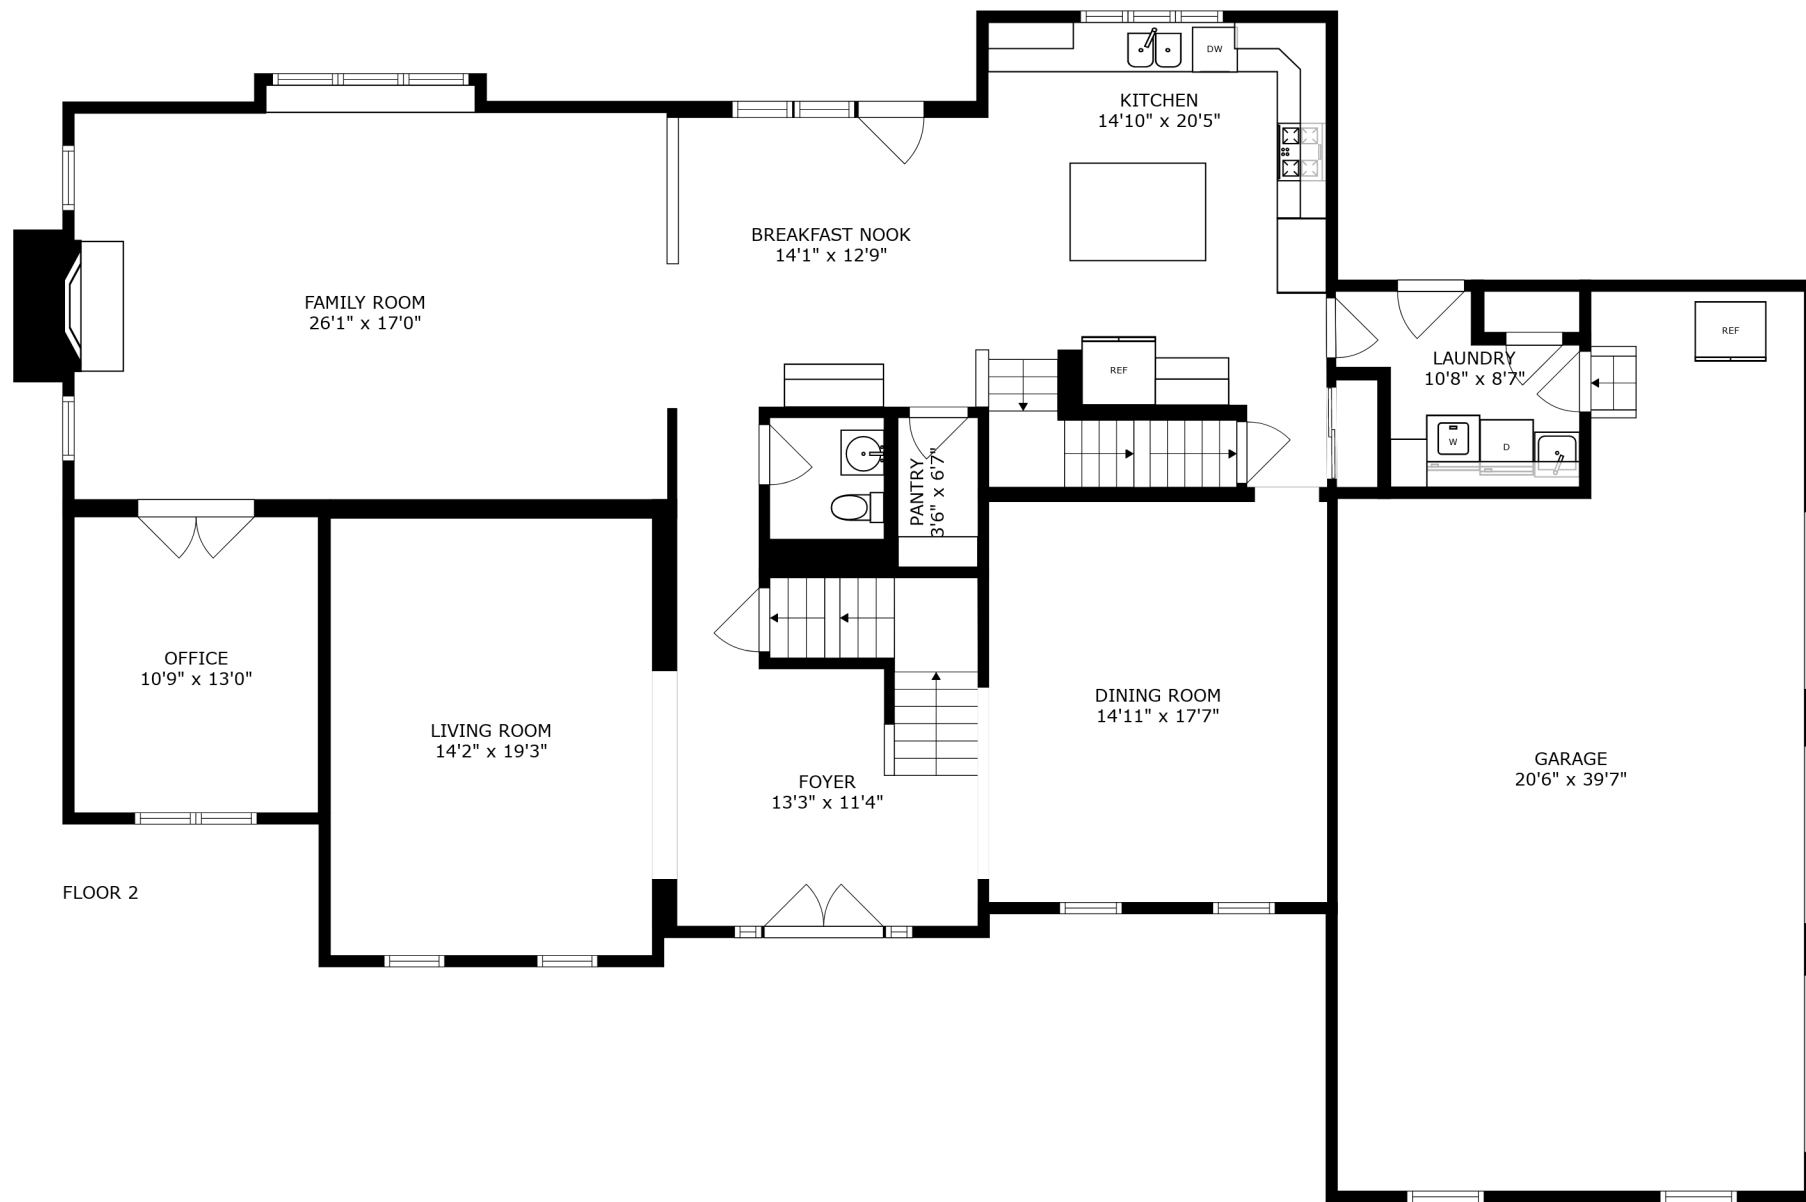 DW
KITCHEN
14'10" x 20'5"
BREAKFAST NOOK
14'1" x 12'9"
FAMILY ROOM
26'1" x 17'0"
REF
REF
LAUNDRY
10'8" x 8'7"
W
D
PANTRY
3'6" x 6'7"
OFFICE
10'9" x 13'0"
LIVING ROOM
14'2" x 19'3"
DINING ROOM
14'11" x 17'7"
FOYER
13'3" x 11'4"
GARAGE
20'6" x 39'7"
FLOOR 2